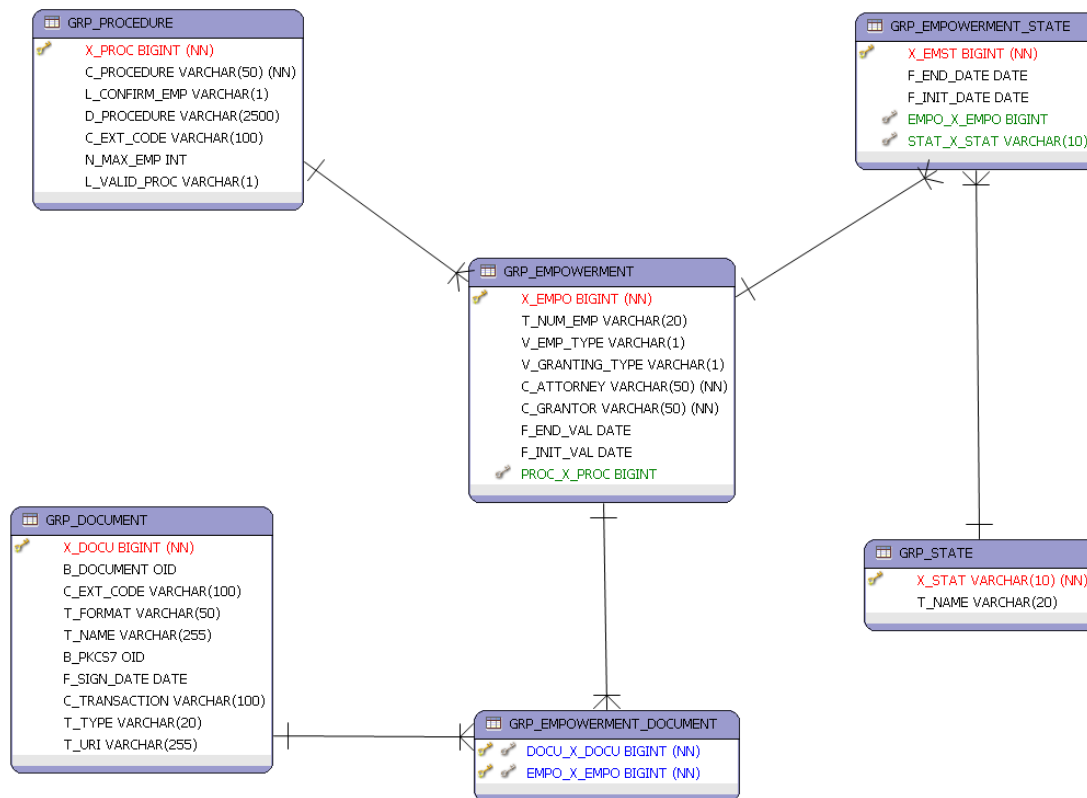 GRP_PROCEDURE
X_PROC BIGINT (NN)
C_PROCEDURE VARCHAR(50) (NN)
L_CONFIRM_EMP VARCHAR(1)
D_PROCEDURE VARCHAR(2500)
C_EXT_CODE VARCHAR(100)
N_MAX_EMP INT
L_VALID_PROC VARCHAR(1)
GRP_EMPOWERMENT_STATE
X_EMST BIGINT (NN)
F_END_DATE DATE
F_INIT_DATE DATE
EMPO_X_EMPO BIGINT
STAT_X_STAT VARCHAR(10)
GRP_EMPOWERMENT
X_EMPO BIGINT (NN)
T_NUM_EMP VARCHAR(20)
V_EMP_TYPE VARCHAR(1)
V_GRANTING_TYPE VARCHAR(1)
C_ATTORNEY VARCHAR(50) (NN)
C_GRANTOR VARCHAR(50) (NN)
F_END_VAL DATE
F_INIT_VAL DATE
PROC_X_PROC BIGINT
GRP_DOCUMENT
X_DOCU BIGINT (NN)
B_DOCUMENT OID
C_EXT_CODE VARCHAR(100)
T_FORMAT VARCHAR(50)
T_NAME VARCHAR(255)
B_PKCS7 OID
F_SIGN_DATE DATE
C_TRANSACTION VARCHAR(100)
T_TYPE VARCHAR(20)
T_URI VARCHAR(255)
GRP_STATE
X_STAT VARCHAR(10) (NN)
T_NAME VARCHAR(20)
GRP_EMPOWERMENT_DOCUMENT
DOCU_X_DOCU BIGINT (NN)
EMPO_X_EMPO BIGINT (NN)